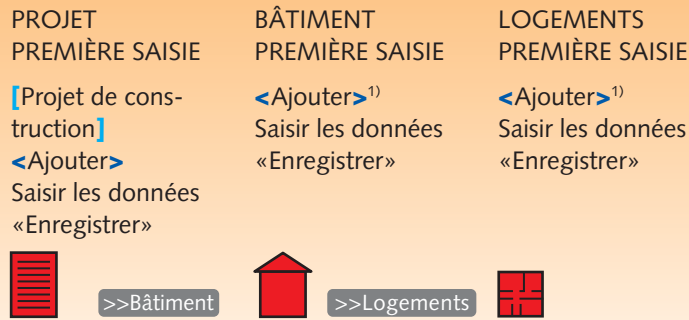 PROJET
PREMIÈRE SAISIE
[Projet de cons-
truction]
<Ajouter>
Saisir les données
«Enregistrer»
>>Bâtiment
BÂTIMENT
PREMIÈRE SAISIE
<Ajouter>1)
Saisir les données
«Enregistrer»
>>Logements
LOGEMENTS
PREMIÈRE SAISIE
<Ajouter>1)
Saisir les données
«Enregistrer»